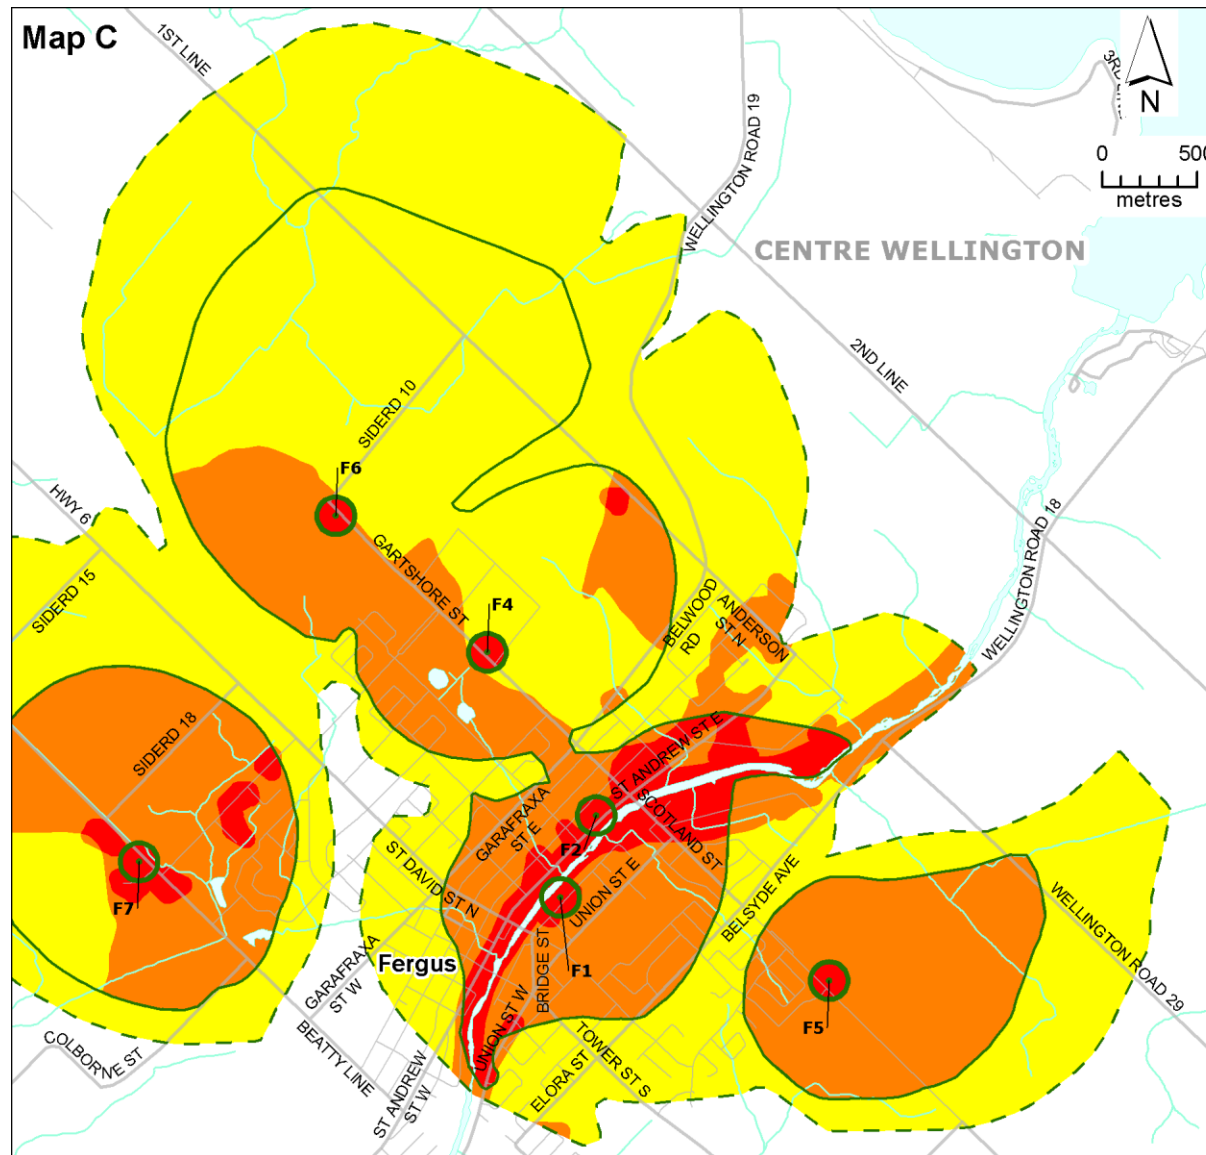 Map C
1ST LINE
WELLINGTON ROAD 19
3RD
N
0 500
metres
CENTRE WELLINGTON
2ND LINE
SIDERD 10
F6
HWY 6
GARTSHORE ST
SIDERD 15
F4
BELWOOD
RD
ANDERSON
ST N
WELLINGTON ROAD 18
SIDERD 18
ST ANDREW ST E
GARAFRAXA
ST E
SCOTLAND ST
F2
ST DAVID ST N
UNION ST E
BELSYDE AVE
F7
WELLINGTON ROAD 29
GARAFRAXA
ST W
Fergus
BRIDGE ST
F1
F5
UNION ST W
COLBORNE ST
BEATTY LINE
TOWER ST S
ELORA ST
ST ANDREW
ST W